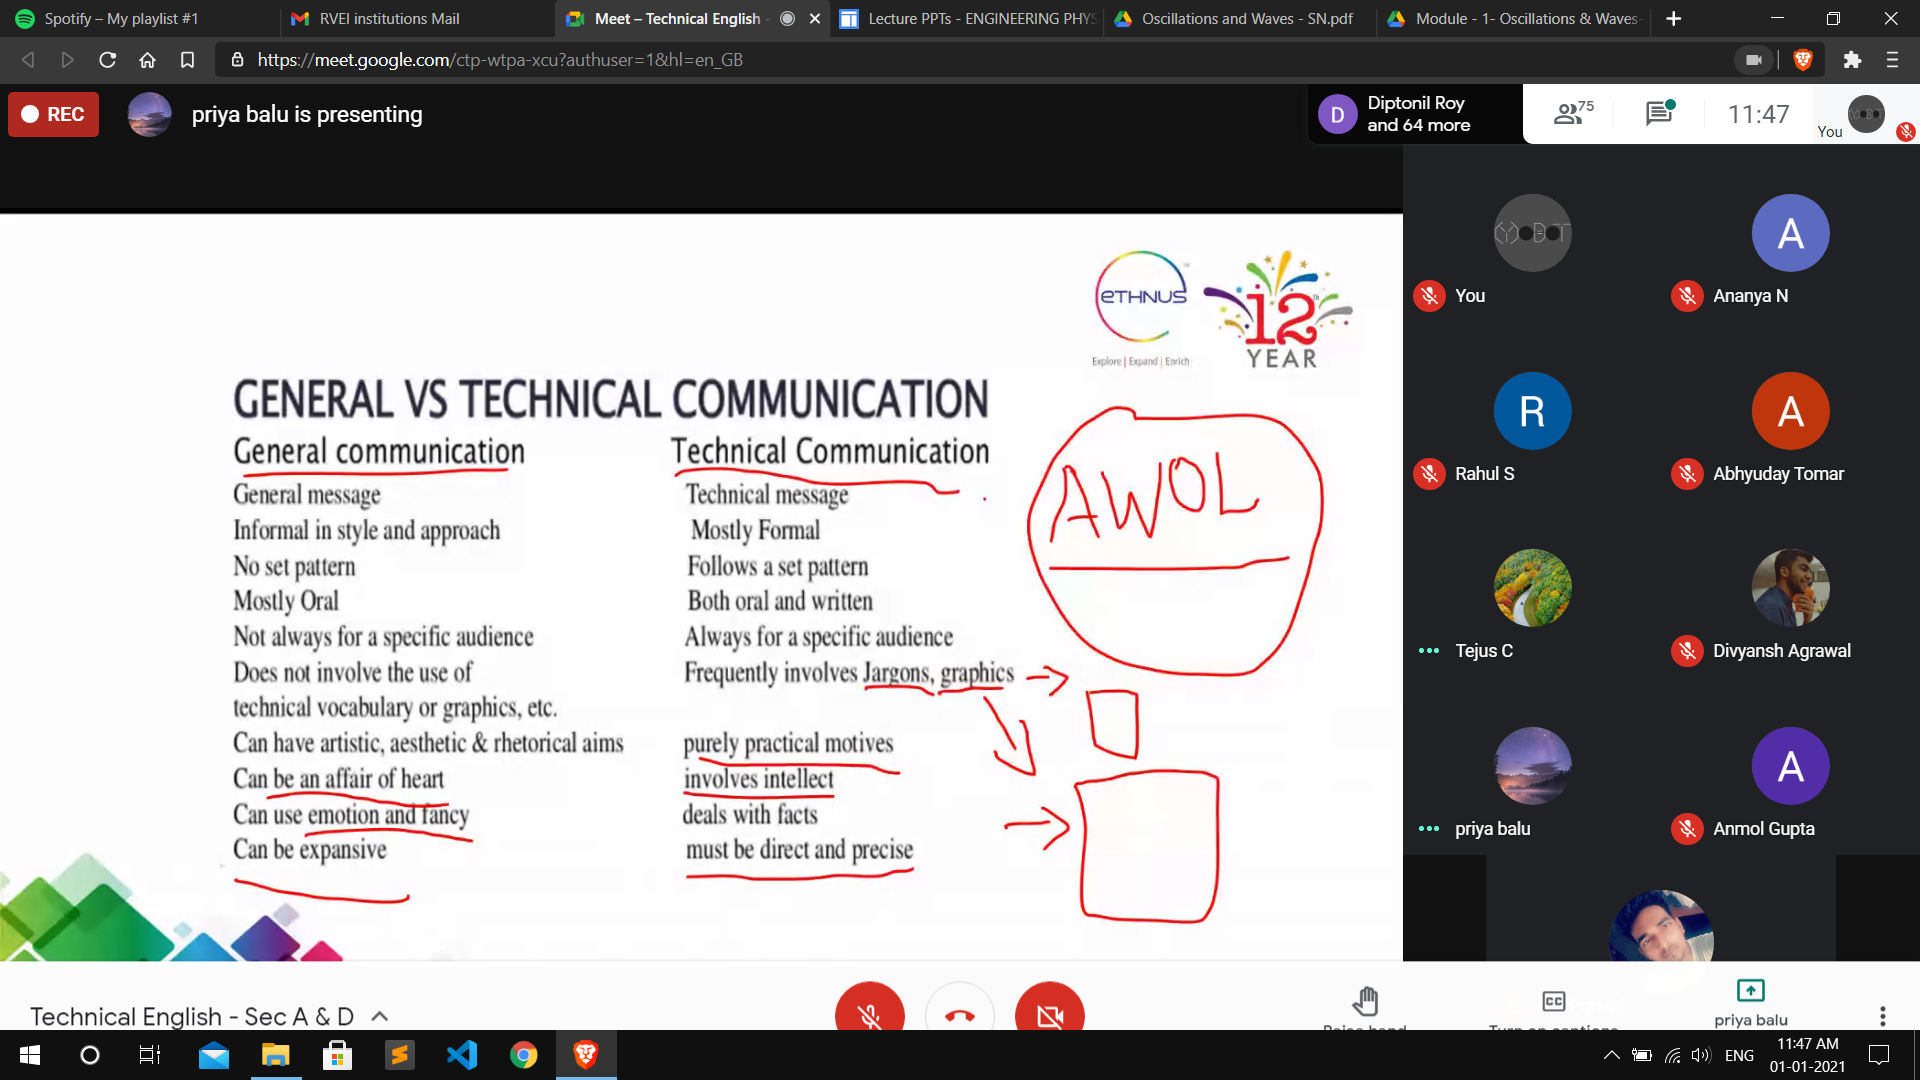 Spotify – My playlist #1
RVEI institutions Mail
Meet – Technical English -
Lecture PPTs - ENGINEERING PHYS
Oscillations and Waves - SN.pdf
Module - 1- Oscillations & Waves-
https://meet.google.com/ctp-wtpa-xcu?authuser=1&hl=en_GB
REC
priya balu is presenting
D
Diptonil Roy
and 64 more
75
11:47
You
ETHNUS
Explore | Expand | Enrich
12th
YEAR
GENERAL VS TECHNICAL COMMUNICATION
General communication Technical Communication
General message Technical message
Informal in style and approach Mostly Formal
No set pattern Follows a set pattern
Mostly Oral Both oral and written
Not always for a specific audience Always for a specific audience
Does not involve the use of Frequently involves Jargons, graphics
technical vocabulary or graphics, etc.
Can have artistic, aesthetic & rhetorical aims purely practical motives
Can be an affair of heart involves intellect
Can use emotion and fancy deals with facts
Can be expansive must be direct and precise
AWOL
You
A
Ananya N
R
Rahul S
A
Abhyuday Tomar
Tejus C
Divyansh Agrawal
priya balu
A
Anmol Gupta
Technical English - Sec A & D
Raise hand
CC
Turn on captions
priya balu
ENG
11:47 AM
01-01-2021